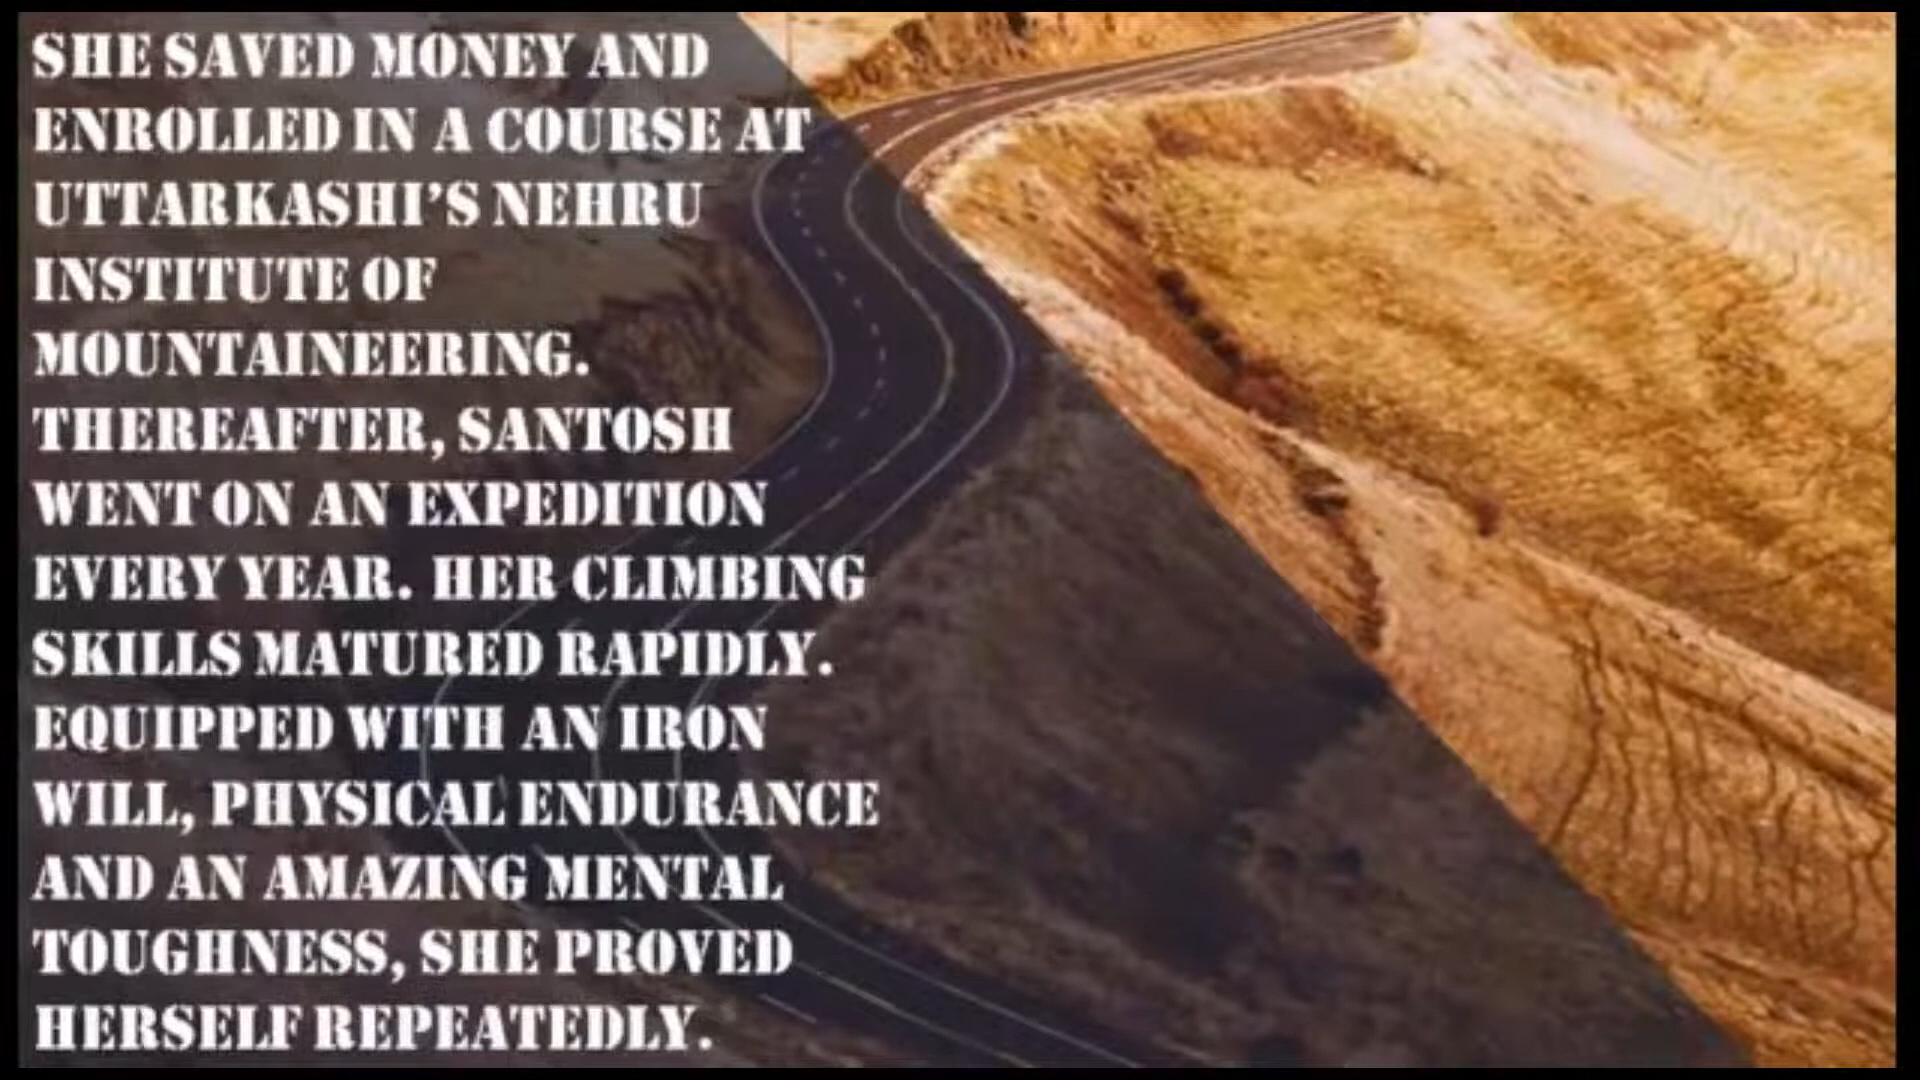 SHE SAVED MONEY AND
ENROLLED IN A COURSE AT
UTTARKASHI’S NEHRU
INSTITUTE OF
MOUNTAINEERING.
THEREAFTER, SANTOSH
WENT ON AN EXPEDITION
EVERY YEAR. HER CLIMBING
SKILLS MATURED RAPIDLY.
EQUIPPED WITH AN IRON
WILL, PHYSICAL ENDURANCE
AND AN AMAZING MENTAL
TOUGHNESS, SHE PROVED
HERSELF REPEATEDLY.